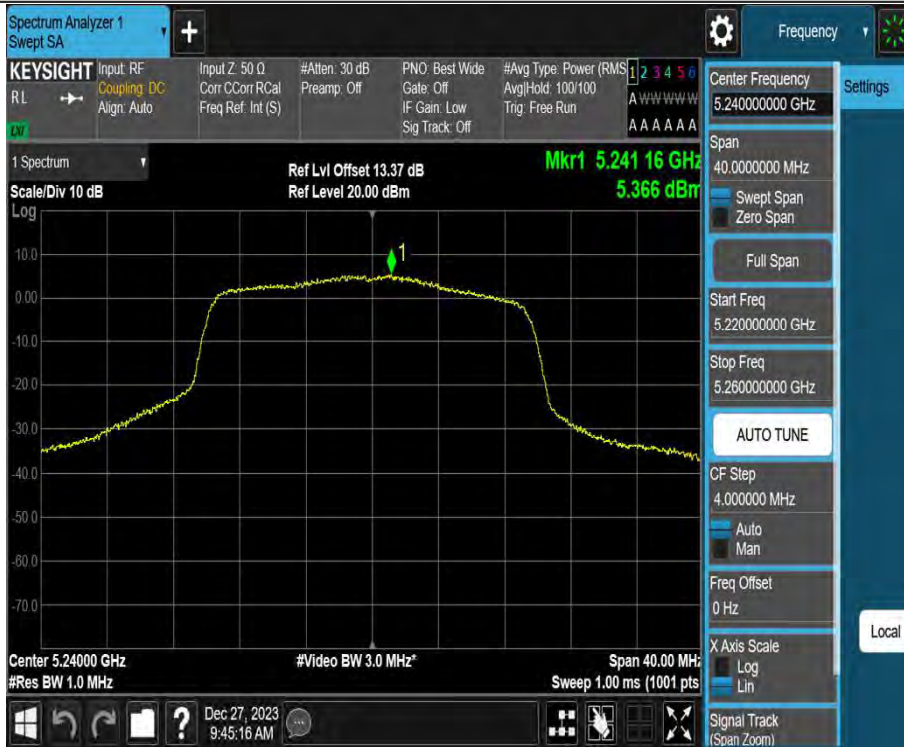 Spectrum Analyzer 1
Swept SA
+
Frequency
KEYSIGHT
RL
LXI
Input: RF
Coupling: DC
Align: Auto
Input Z: 50 Ω
Corr CCorr RCal
Freq Ref: Int (S)
#Atten: 30 dB
Preamp: Off
PNO: Best Wide
Gate: Off
IF Gain: Low
Sig Track: Off
#Avg Type: Power (RMS
Avg|Hold: 100/100
Trig: Free Run
1 2 3 4 5 6
A W W W W W
A A A A A A
1 Spectrum
Scale/Div 10 dB
Log
Ref Lvl Offset 13.37 dB
Ref Level 20.00 dBm
Mkr1 5.241 16 GHz
5.366 dBm
1
10.0
0.00
-10.0
-20.0
-30.0
-40.0
-50.0
-60.0
-70.0
Center 5.24000 GHz
#Res BW 1.0 MHz
#Video BW 3.0 MHz*
Span 40.00 MHz
Sweep 1.00 ms (1001 pts
?
Dec 27, 2023
9:45:16 AM
Center Frequency
5.240000000 GHz
Span
40.0000000 MHz
Swept Span
Zero Span
Full Span
Start Freq
5.220000000 GHz
Stop Freq
5.260000000 GHz
AUTO TUNE
CF Step
4.000000 MHz
Auto
Man
Freq Offset
0 Hz
X Axis Scale
Log
Lin
Signal Track
(Span Zoom)
Settings
Local